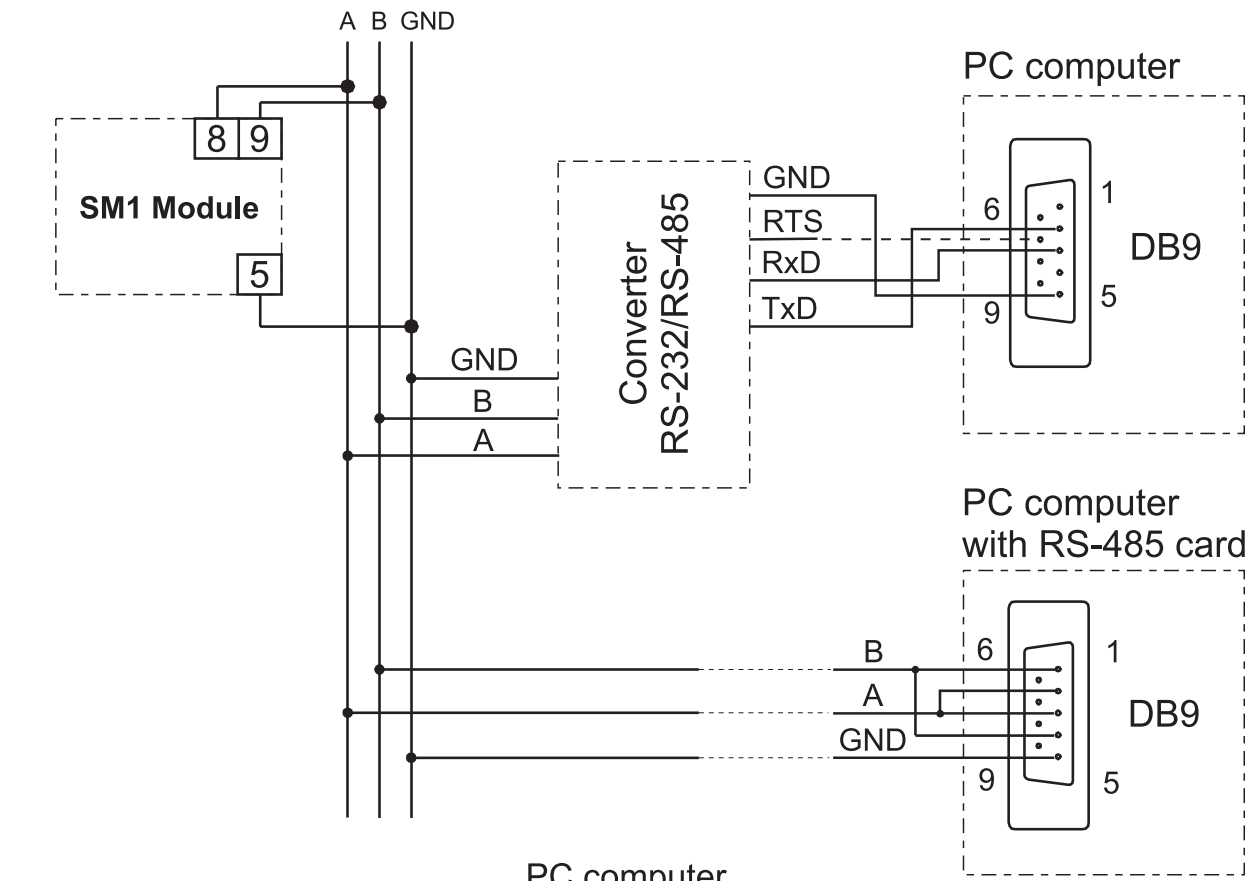 A B GND
PC computer
8 9
SM1 Module
5
GND
RTS
RxD
TxD
Converter
RS-232/RS-485
GND
B
A
6
1
DB9
9
5
PC computer
with RS-485 card
B
A
GND
6
1
DB9
9
5
PC computer